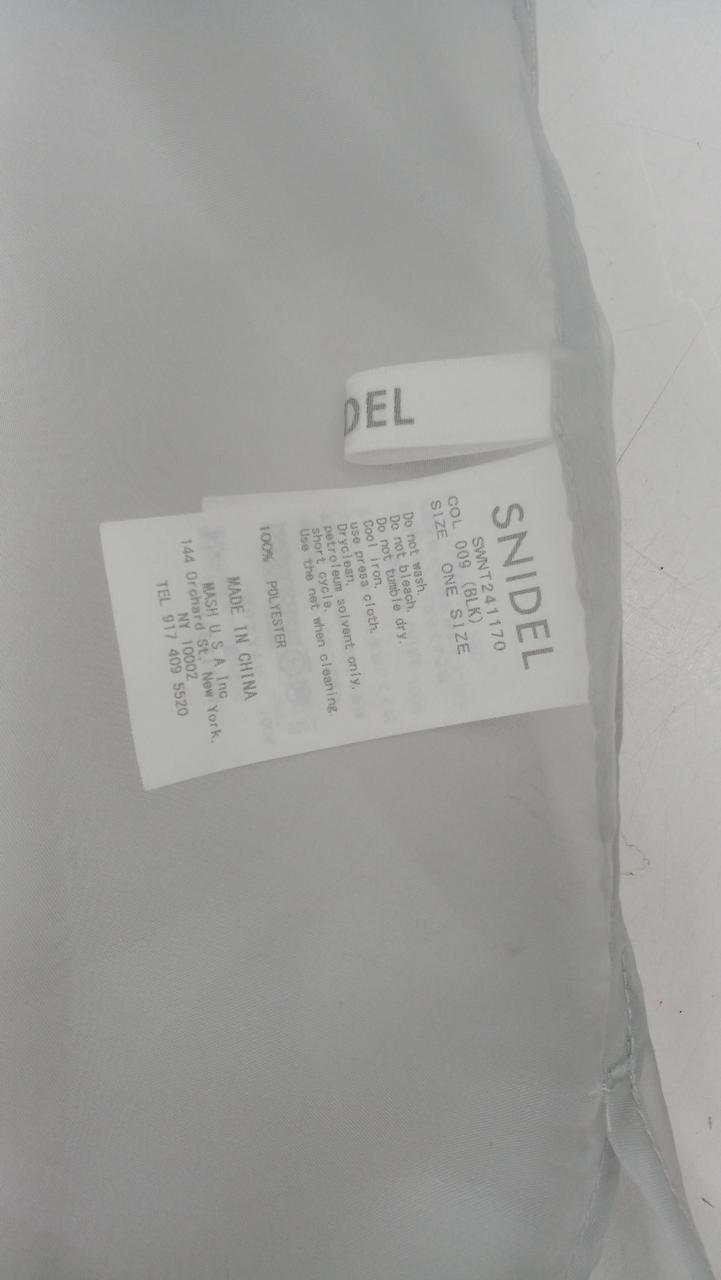 DEL
SNIDEL
SWNT241170
COL 009 (BLK)
SIZE ONE SIZE
Do not wash.
Do not bleach.
Do not tumble dry.
Cool iron.
use press cloth.
Dryclean,
petroleum solvent only,
short cycle.
Use the net when cleaning.
100% POLYESTER
MADE IN CHINA
MASH U.S.A Inc
144 Orchard St. New York.
NY 10002
TEL 917 409 5520